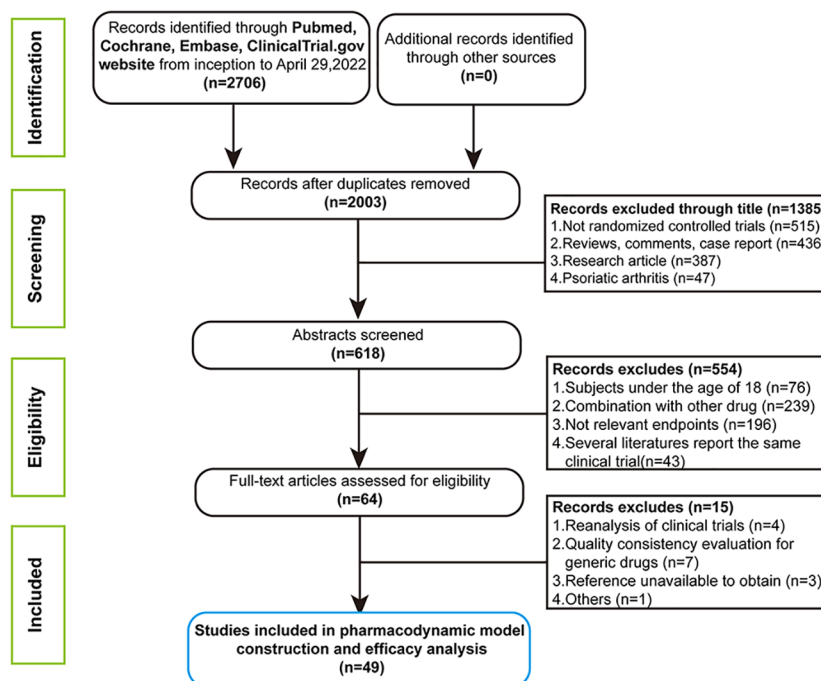 Identification
Records identified through Pubmed,
Cochrane, Embase, ClinicalTrial.gov
website from inception to April 29,2022
(n=2706)
Additional records identified
through other sources
(n=0)
Records after duplicates removed
(n=2003)
Screening
Records excluded through title (n=1385
1.Not randomized controlled trials (n=515)
2.Reviews, comments, case report (n=436
3.Research article (n=387)
4.Psoriatic arthritis (n=47)
Abstracts screened
(n=618)
Eligibility
Records excludes (n=554)
1.Subjects under the age of 18 (n=76)
2.Combination with other drug (n=239)
3.Not relevant endpoints (n=196)
4.Several literatures report the same
clinical trial(n=43)
Full-text articles assessed for eligibility
(n=64)
Included
Records excludes (n=15)
1.Reanalysis of clinical trials (n=4)
2.Quality consistency evaluation for
generic drugs (n=7)
3.Reference unavailable to obtain (n=3)
4.Others (n=1)
Studies included in pharmacodynamic model
construction and efficacy analysis
(n=49)